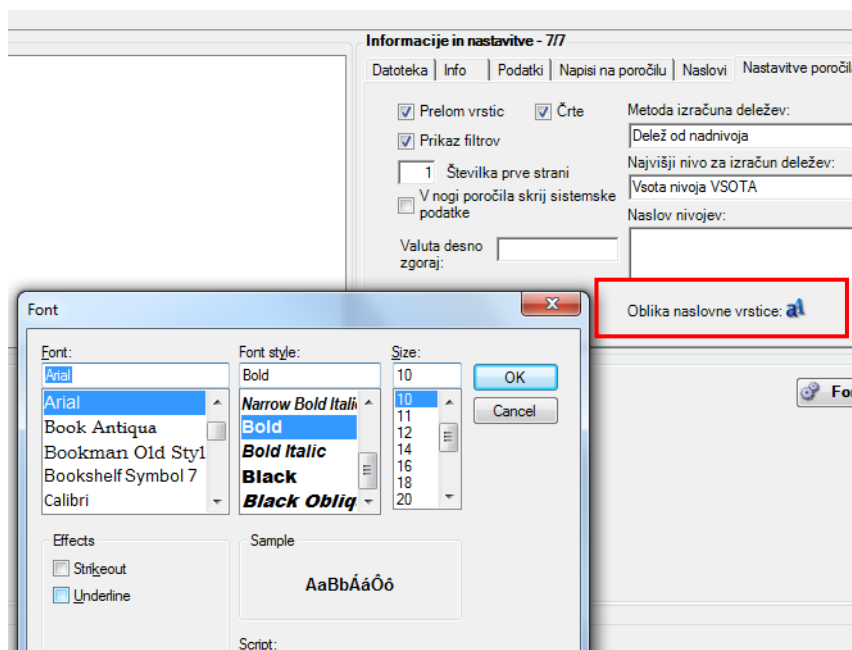 Informacije in nastavitve - 7/7
Datoteka Info Podatki Napisi na poročilu Naslovi Nastavitve poročil
Prelom vrstic Črte
Prikaz filtrov
1 Številka prve strani
V nogi poročila skrij sistemske
podatke
Valuta desno
zgoraj:
Metoda izračuna deležev:
Delež od nadnivoja
Najvišji nivo za izračun deležev:
Vsota nivoja VSOTA
Naslov nivojev:
Oblika naslovne vrstice:
Font
Font:
Arial
Arial
Book Antiqua
Bookman Old Styl
Bookshelf Symbol 7
Calibri
Font style:
Bold
Narrow Bold Itali
Bold
Bold Italic
Black
Black Obliq
Size:
10
10
11
12
14
16
18
20
OK
Cancel
Effects
Strikeout
Underline
Sample
AaBbÁáÔô
Script: